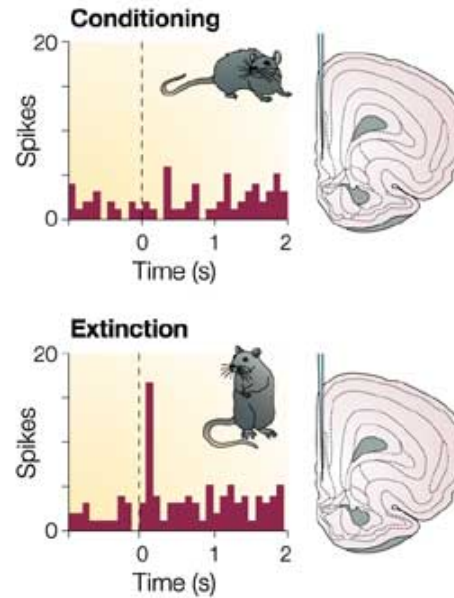 Conditioning
20
Spikes
0
0 1 2
Time (s)
Extinction
20
Spikes
0
0 1 2
Time (s)